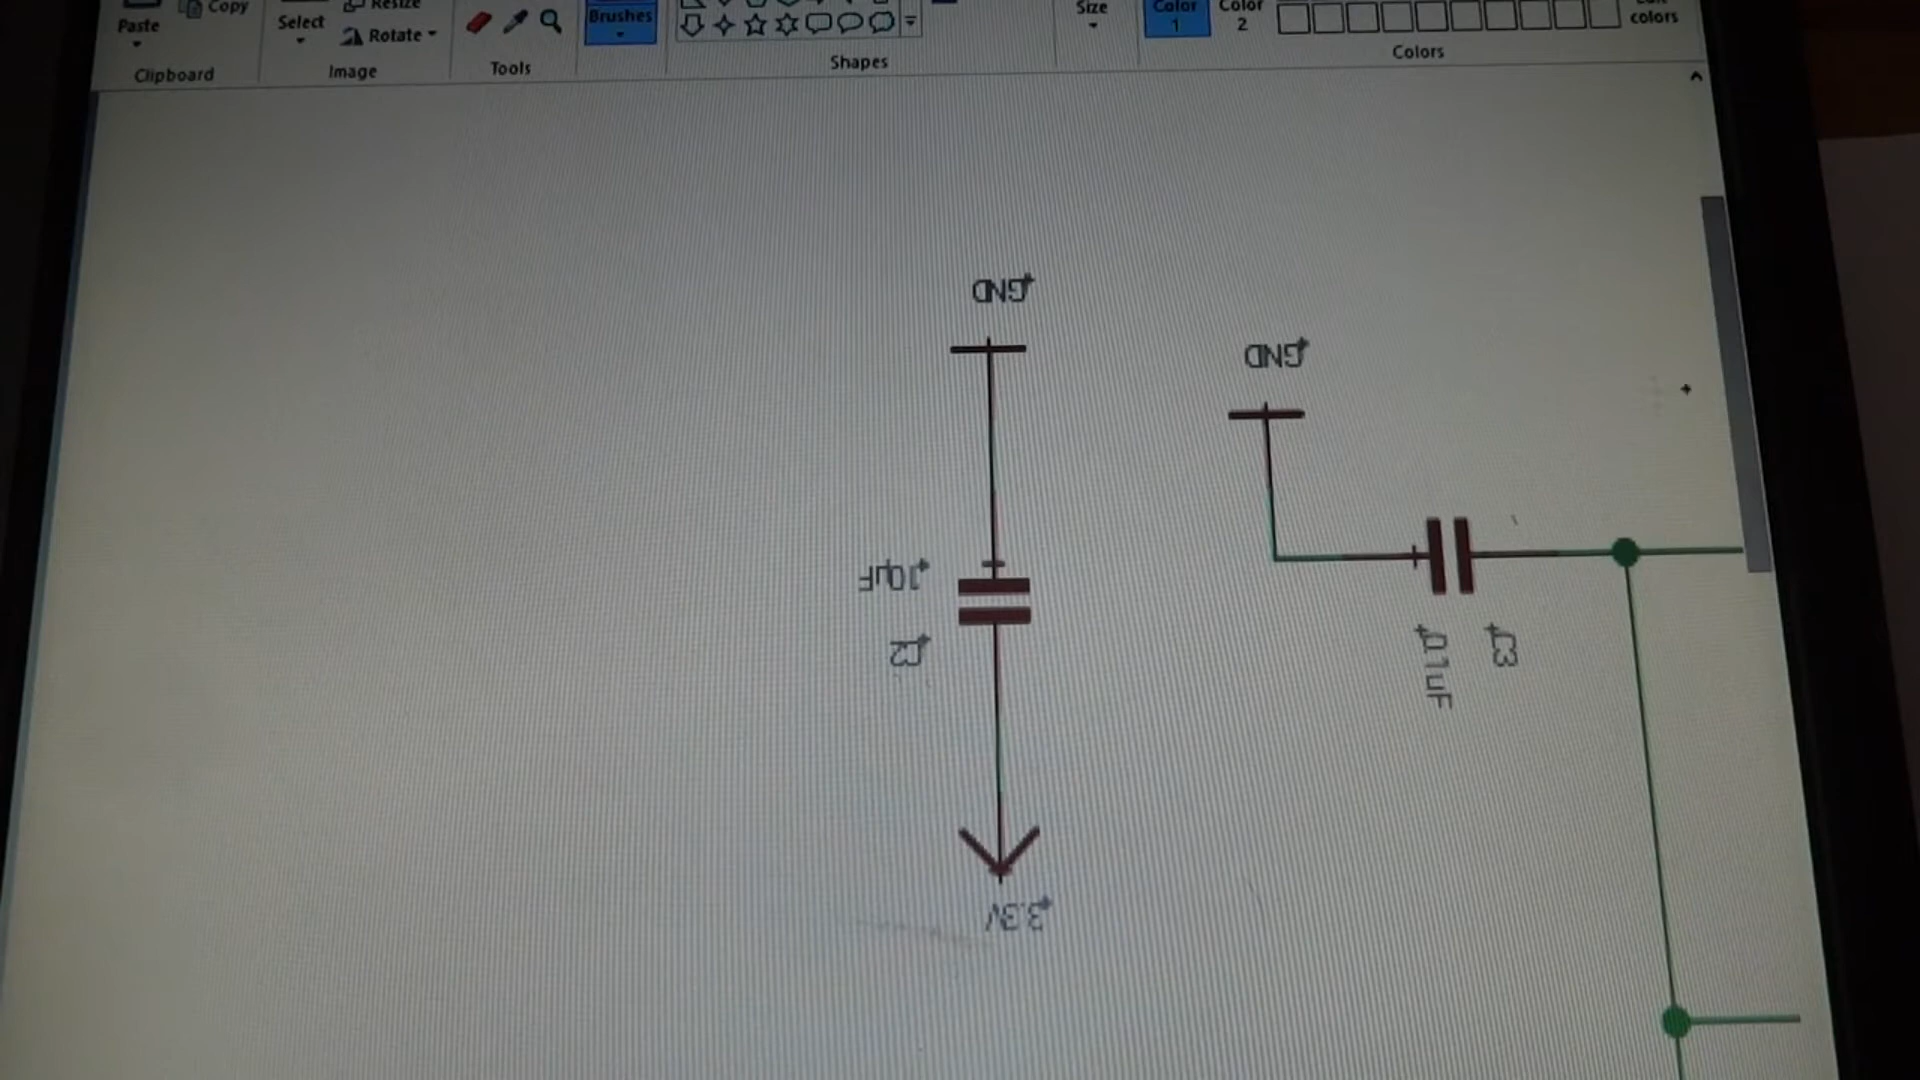 Paste
Copy
Select
Resize
Rotate
Brushes
Size
Color
1
Color
2
colors
Clipboard
Image
Tools
Shapes
Colors
GND
GND
10uF
C2
0.1uF
C3
3.3V